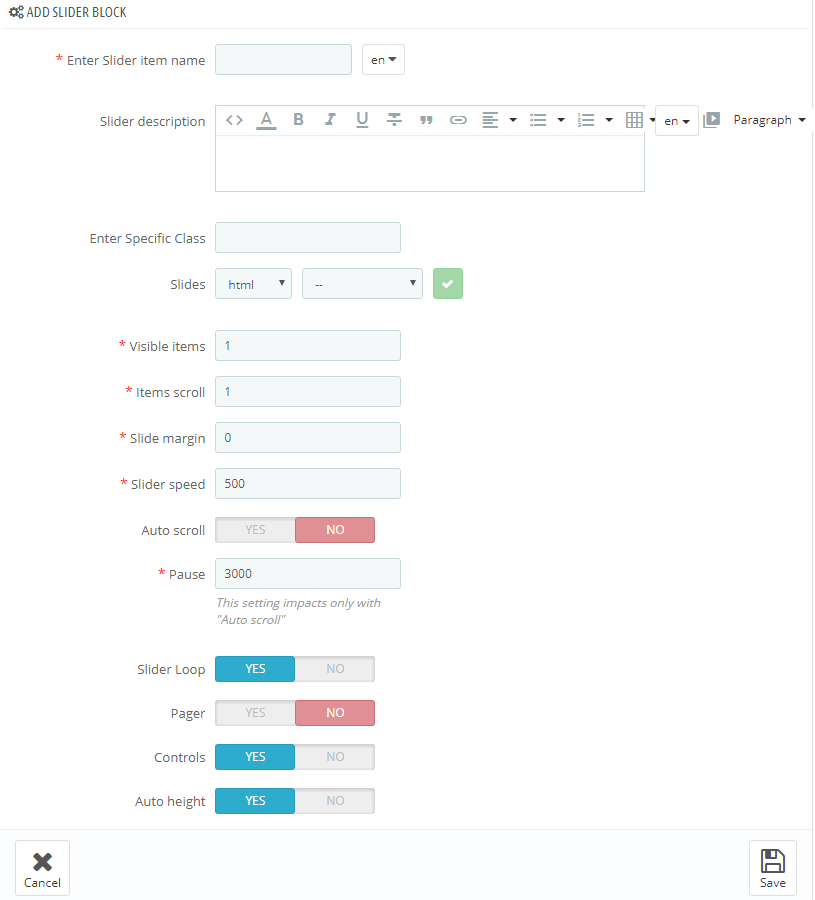 ADD SLIDER BLOCK
* Enter Slider item name en
Slider description A B I U en Paragraph
Enter Specific Class
Slides html --
* Visible items 1
* Items scroll 1
* Slide margin 0
* Slider speed 500
Auto scroll YES NO
* Pause 3000
This setting impacts only with
"Auto scroll"
Slider Loop YES NO
Pager YES NO
Controls YES NO
Auto height YES NO
Cancel Save